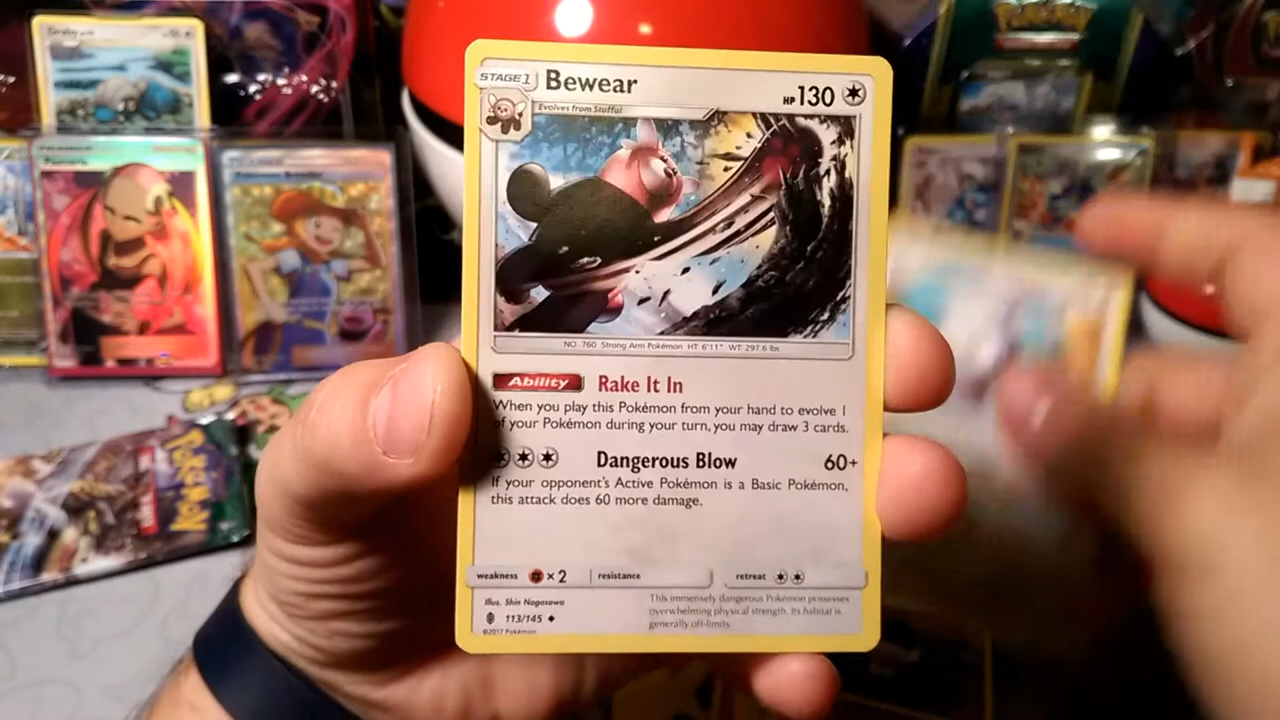 STAGE 1 Bewear HP 130
Evolves from Stufful
NO. 760 Strong Arm Pokémon HT: 6'11" WT: 297.6 lbs
Ability Rake It In
When you play this Pokémon from your hand to evolve 1
of your Pokémon during your turn, you may draw 3 cards.
Dangerous Blow 60+
If your opponent's Active Pokémon is a Basic Pokémon,
this attack does 60 more damage.
weakness ×2 resistance retreat
Illus. Shin Nagasawa
113/145
©2017 Pokémon
This immensely dangerous Pokémon possesses
overwhelming physical strength. Its habitat is
generally off-limits.
POKÉMON
Pokémon